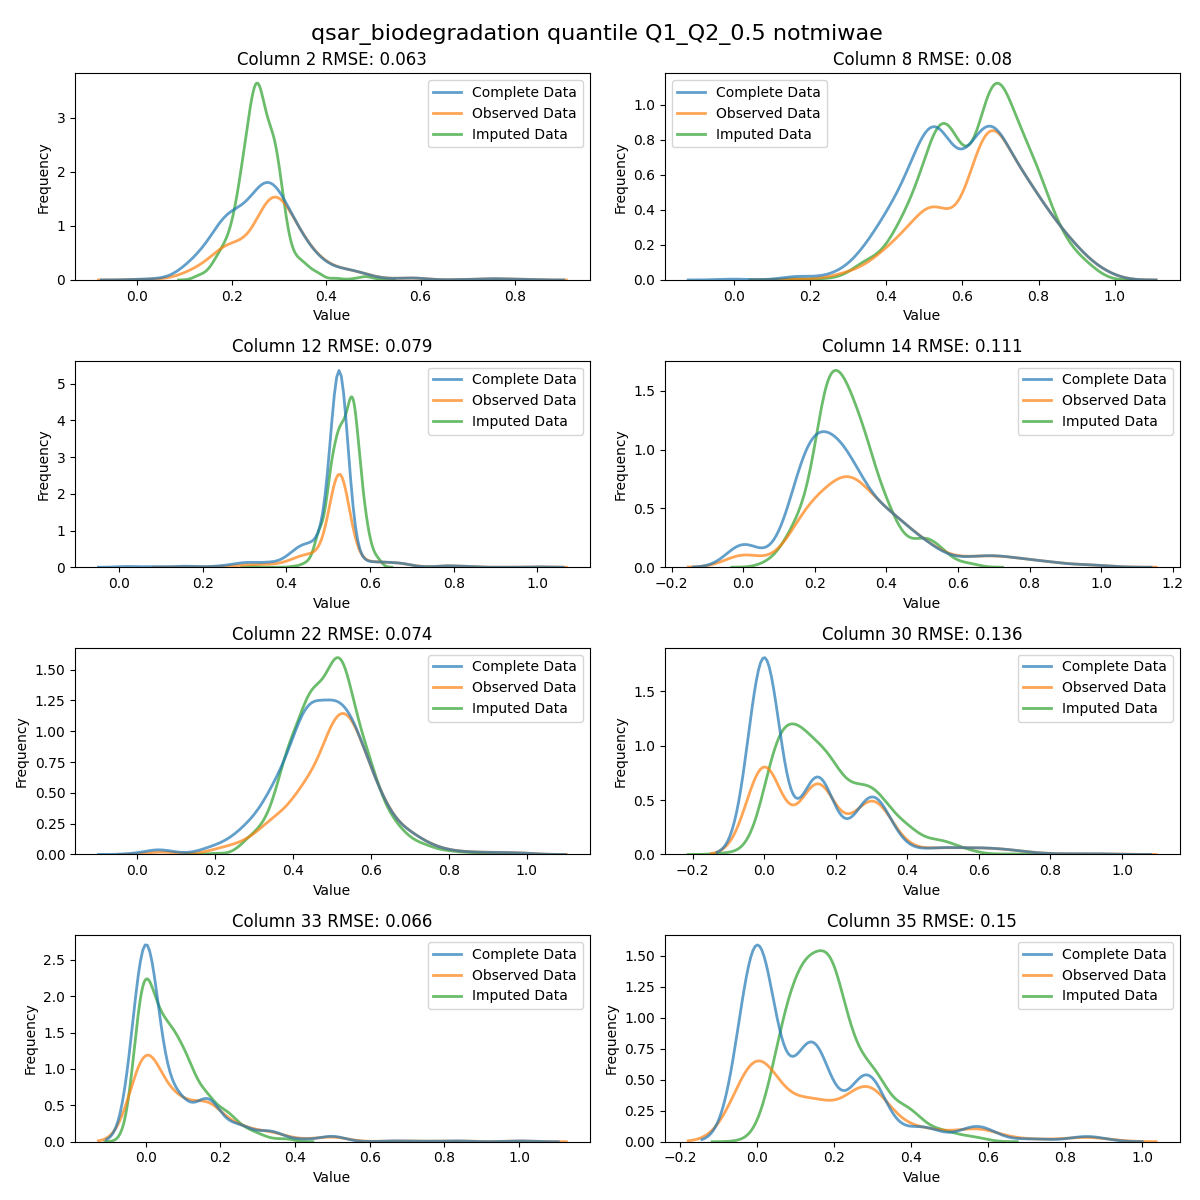 qsar_biodegradation quantile Q1_Q2_0.5 notmiwae
Column 2 RMSE: 0.063
Complete Data
Observed Data
Imputed Data
Frequency
3
2
1
0
0.0 0.2 0.4 0.6 0.8
Value
Column 8 RMSE: 0.08
Complete Data
Observed Data
Imputed Data
Frequency
1.0
0.8
0.6
0.4
0.2
0.0
0.0 0.2 0.4 0.6 0.8 1.0
Value
Column 12 RMSE: 0.079
Complete Data
Observed Data
Imputed Data
Frequency
5
4
3
2
1
0
0.0 0.2 0.4 0.6 0.8 1.0
Value
Column 14 RMSE: 0.111
Complete Data
Observed Data
Imputed Data
Frequency
1.5
1.0
0.5
0.0
−0.2 0.0 0.2 0.4 0.6 0.8 1.0 1.2
Value
Column 22 RMSE: 0.074
Complete Data
Observed Data
Imputed Data
Frequency
1.50
1.25
1.00
0.75
0.50
0.25
0.00
0.0 0.2 0.4 0.6 0.8 1.0
Value
Column 30 RMSE: 0.136
Complete Data
Observed Data
Imputed Data
Frequency
1.5
1.0
0.5
0.0
−0.2 0.0 0.2 0.4 0.6 0.8 1.0
Value
Column 33 RMSE: 0.066
Complete Data
Observed Data
Imputed Data
Frequency
2.5
2.0
1.5
1.0
0.5
0.0
0.0 0.2 0.4 0.6 0.8 1.0
Value
Column 35 RMSE: 0.15
Complete Data
Observed Data
Imputed Data
Frequency
1.50
1.25
1.00
0.75
0.50
0.25
0.00
−0.2 0.0 0.2 0.4 0.6 0.8 1.0
Value